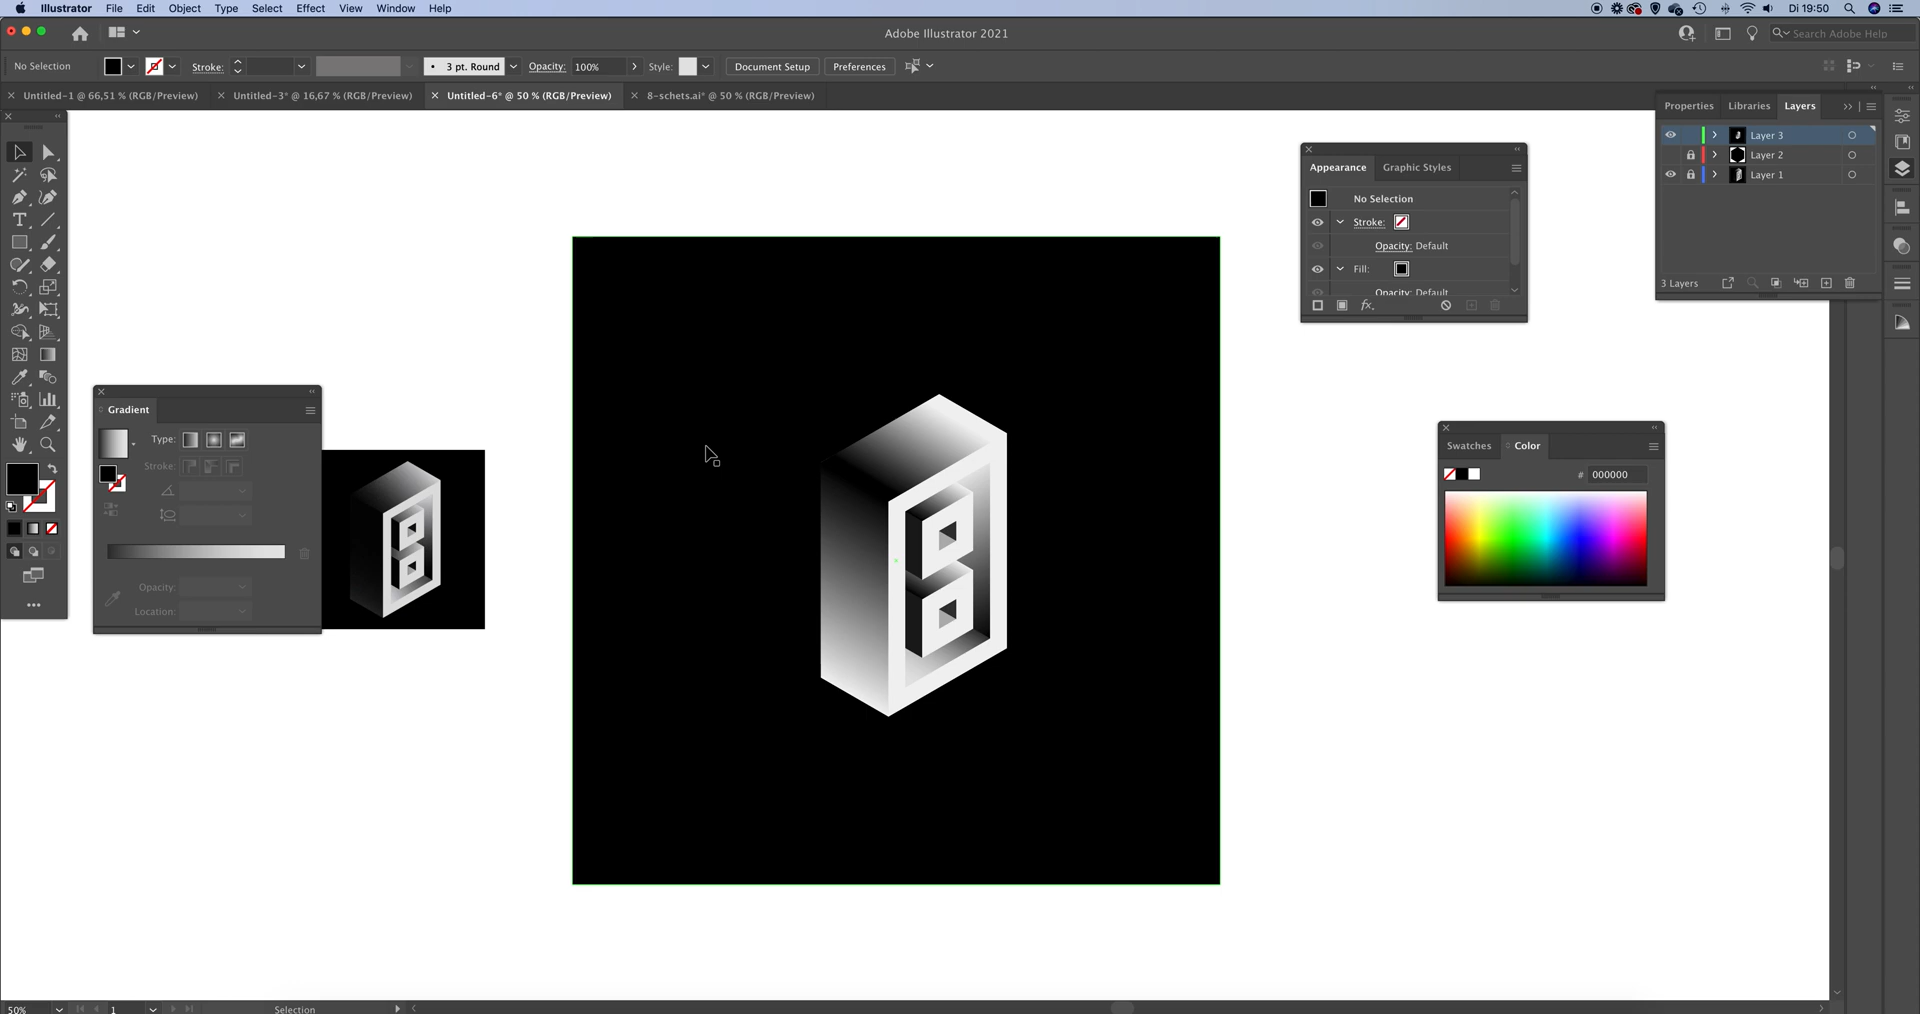 Illustrator File Edit Object Type Select Effect View Window Help
Di 19:50
Adobe Illustrator 2021
Search Adobe Help
No Selection
Stroke:
3 pt. Round
Opacity: 100%
Style:
Document Setup
Preferences
Untitled-1 @ 66,51 % (RGB/Preview)
Untitled-3* @ 16,67 % (RGB/Preview)
Untitled-6* @ 50 % (RGB/Preview)
8-schets.ai* @ 50 % (RGB/Preview)
Properties Libraries Layers
Layer 3
Layer 2
Layer 1
3 Layers
Appearance Graphic Styles
No Selection
Stroke:
Opacity: Default
Fill:
Opacity: Default
Gradient
Type:
Stroke:
Opacity:
Location:
Swatches Color
# 000000
8
8
50%
1
Selection